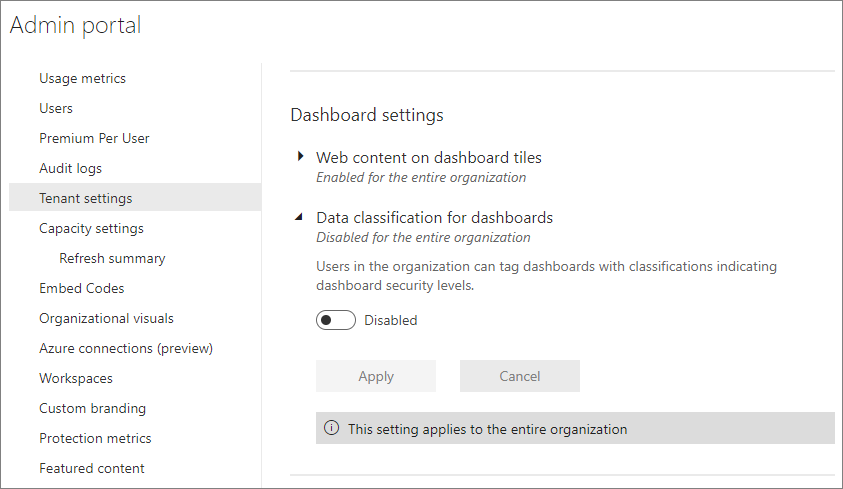 Admin portal
Usage metrics
Users
Premium Per User
Audit logs
Tenant settings
Capacity settings
Refresh summary
Embed Codes
Organizational visuals
Azure connections (preview)
Workspaces
Custom branding
Protection metrics
Featured content
Dashboard settings
Web content on dashboard tiles
Enabled for the entire organization
Data classification for dashboards
Disabled for the entire organization
Users in the organization can tag dashboards with classifications indicating
dashboard security levels.
Disabled
Apply
Cancel
This setting applies to the entire organization